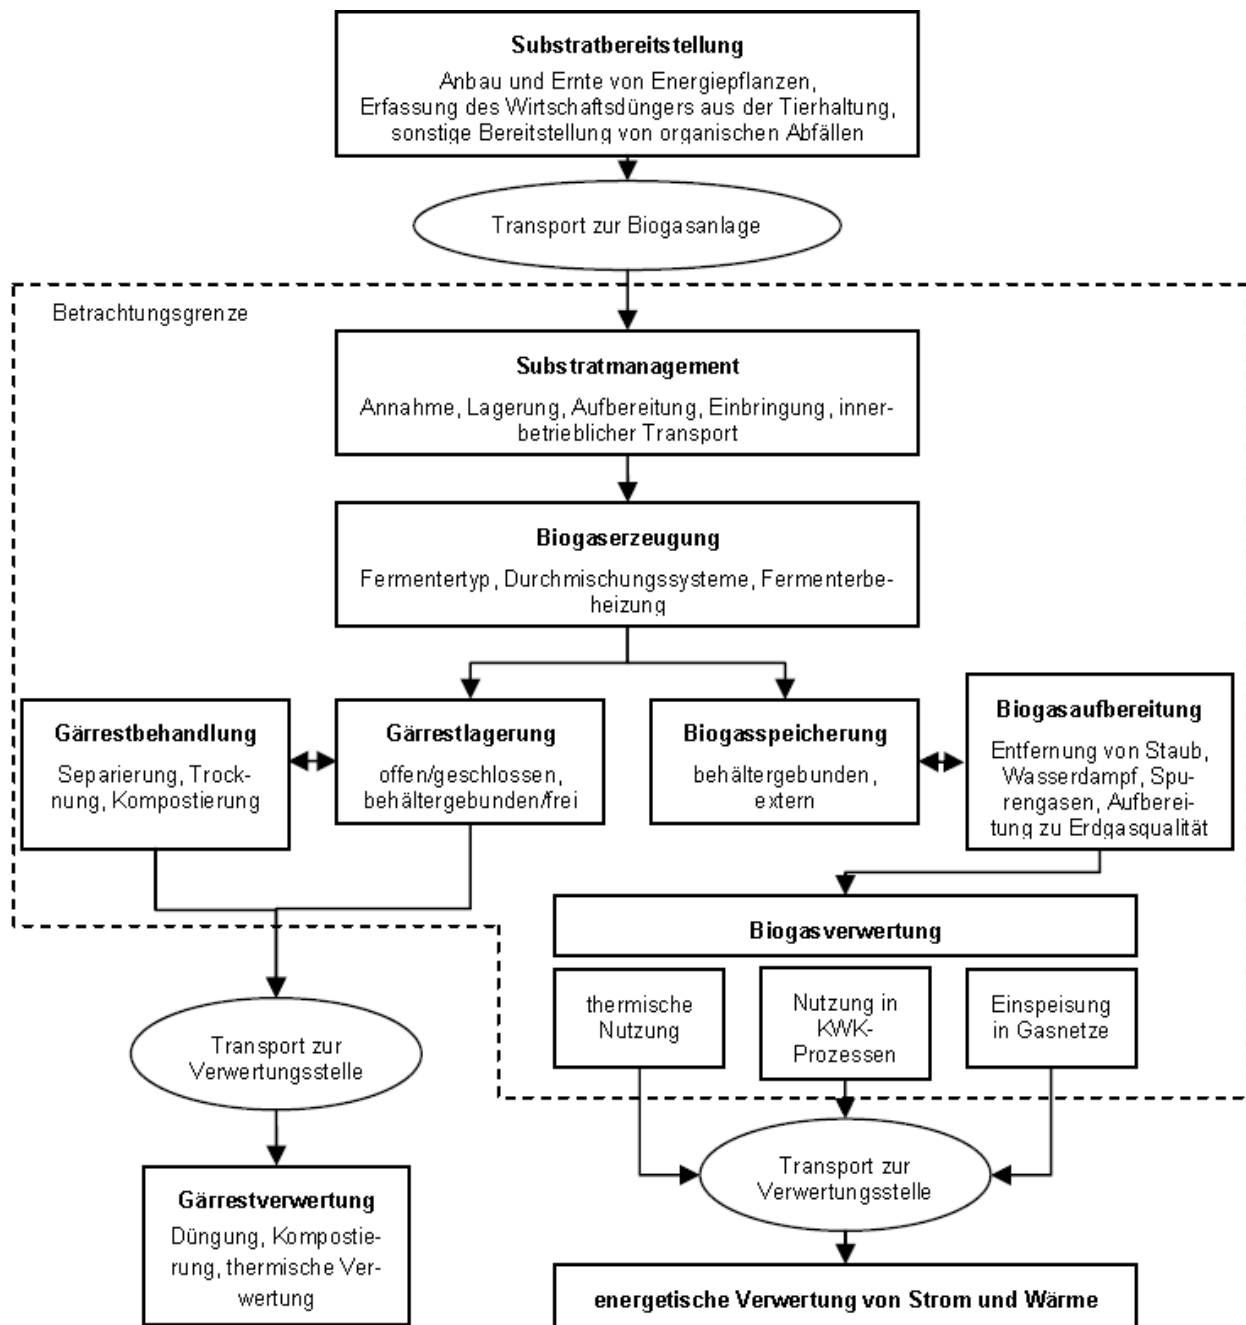 Substratbereitstellung
Anbau und Ernte von Energiepflanzen,
Erfassung des Wirtschaftsdüngers aus der Tierhaltung,
sonstige Bereitstellung von organischen Abfällen
Transport zur Biogasanlage
Betrachtungsgrenze
Substratmanagement
Annahme, Lagerung, Aufbereitung, Einbringung, inner-
betrieblicher Transport
Biogaserzeugung
Fermentertyp, Durchmischungssysteme, Fermenterbe-
heizung
Gärrestbehandlung
Separierung, Trock-
nung, Kompostierung
Gärrestlagerung
offen/geschlossen,
behältergebunden/frei
Biogasspeicherung
behältergebunden,
extern
Biogasaufbereitung
Entfernung von Staub,
Wasserdampf, Spu-
rengasen, Aufberei-
tung zu Erdgasqualität
Biogasverwertung
thermische
Nutzung
Nutzung in
KWK-
Prozessen
Einspeisung
in Gasnetze
Transport zur
Verwertungsstelle
Gärrestverwertung
Düngung, Kompostie-
rung, thermische Ver-
wertung
Transport zur
Verwertungsstelle
energetische Verwertung von Strom und Wärme